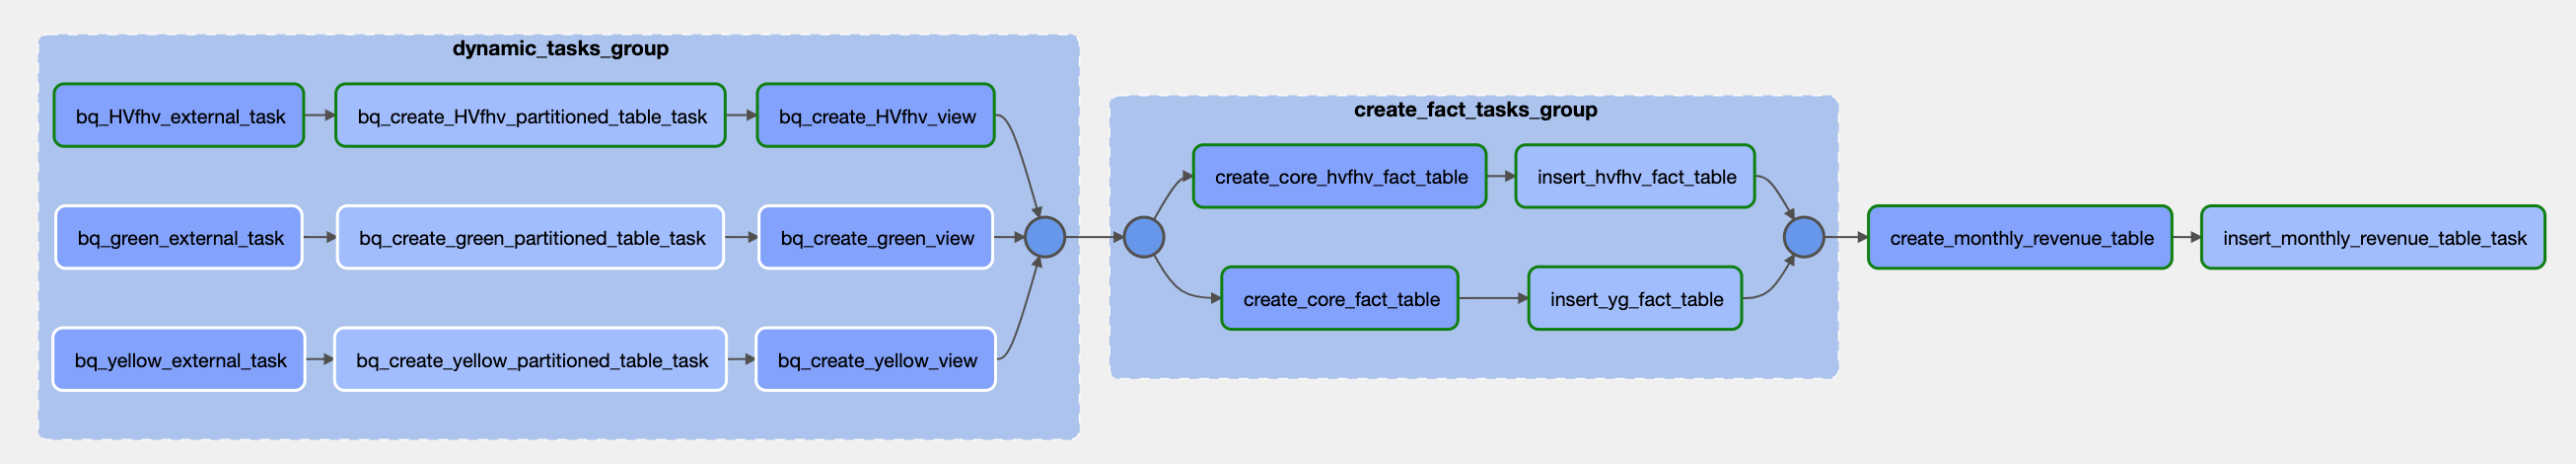 dynamic_tasks_group
bq_HVfhv_external_task
bq_create_HVfhv_partitioned_table_task
bq_create_HVfhv_view
bq_green_external_task
bq_create_green_partitioned_table_task
bq_create_green_view
bq_yellow_external_task
bq_create_yellow_partitioned_table_task
bq_create_yellow_view
create_fact_tasks_group
create_core_hvfhv_fact_table
insert_hvfhv_fact_table
create_core_fact_table
insert_yg_fact_table
create_monthly_revenue_table
insert_monthly_revenue_table_task